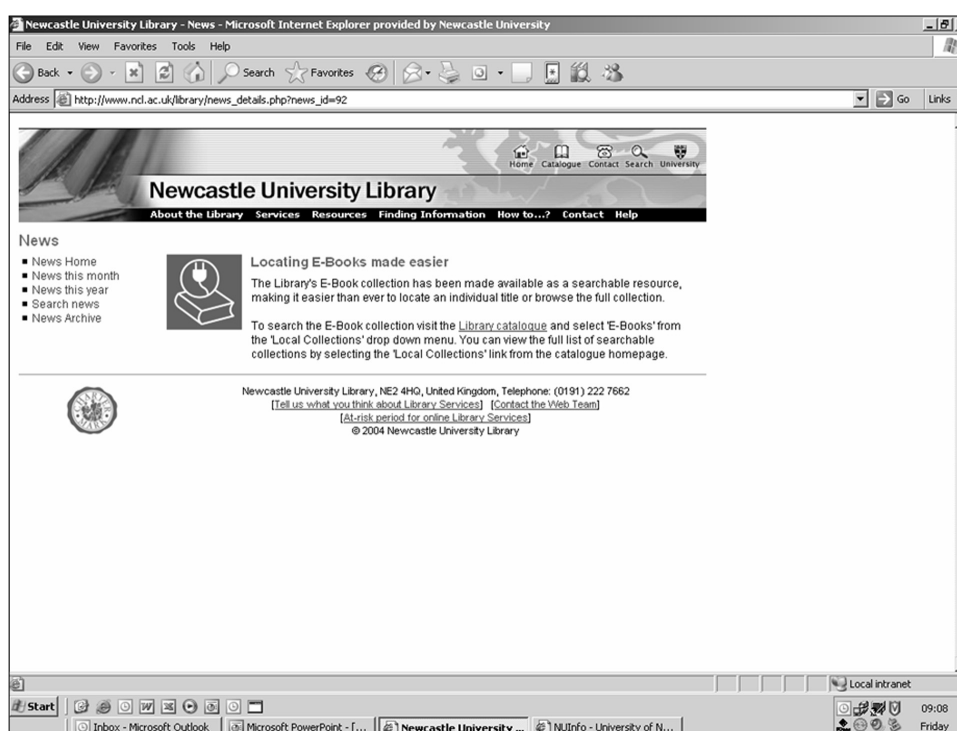 Newcastle University Library - News - Microsoft Internet Explorer provided by Newcastle University
File Edit View Favorites Tools Help
Back Search Favorites
Address http://www.ncl.ac.uk/library/news_details.php?news_id=92 Go Links
Home Catalogue Contact Search University
Newcastle University Library
About the Library Services Resources Finding Information How to...? Contact Help
News
News Home
News this month
News this year
Search news
News Archive
Locating E-Books made easier
The Library's E-Book collection has been made available as a searchable resource,
making it easier than ever to locate an individual title or browse the full collection.
To search the E-Book collection visit the Library catalogue and select 'E-Books' from
the 'Local Collections' drop down menu. You can view the full list of searchable
collections by selecting the 'Local Collections' link from the catalogue homepage.
Newcastle University Library, NE2 4HQ, United Kingdom, Telephone: (0191) 222 7662
[Tell us what you think about Library Services] [Contact the Web Team]
[At-risk period for online Library Services]
© 2004 Newcastle University Library
Local intranet
Start 09:08
Inbox - Microsoft Outlook Microsoft PowerPoint - [... Newcastle University ... NUInfo - University of N... Friday